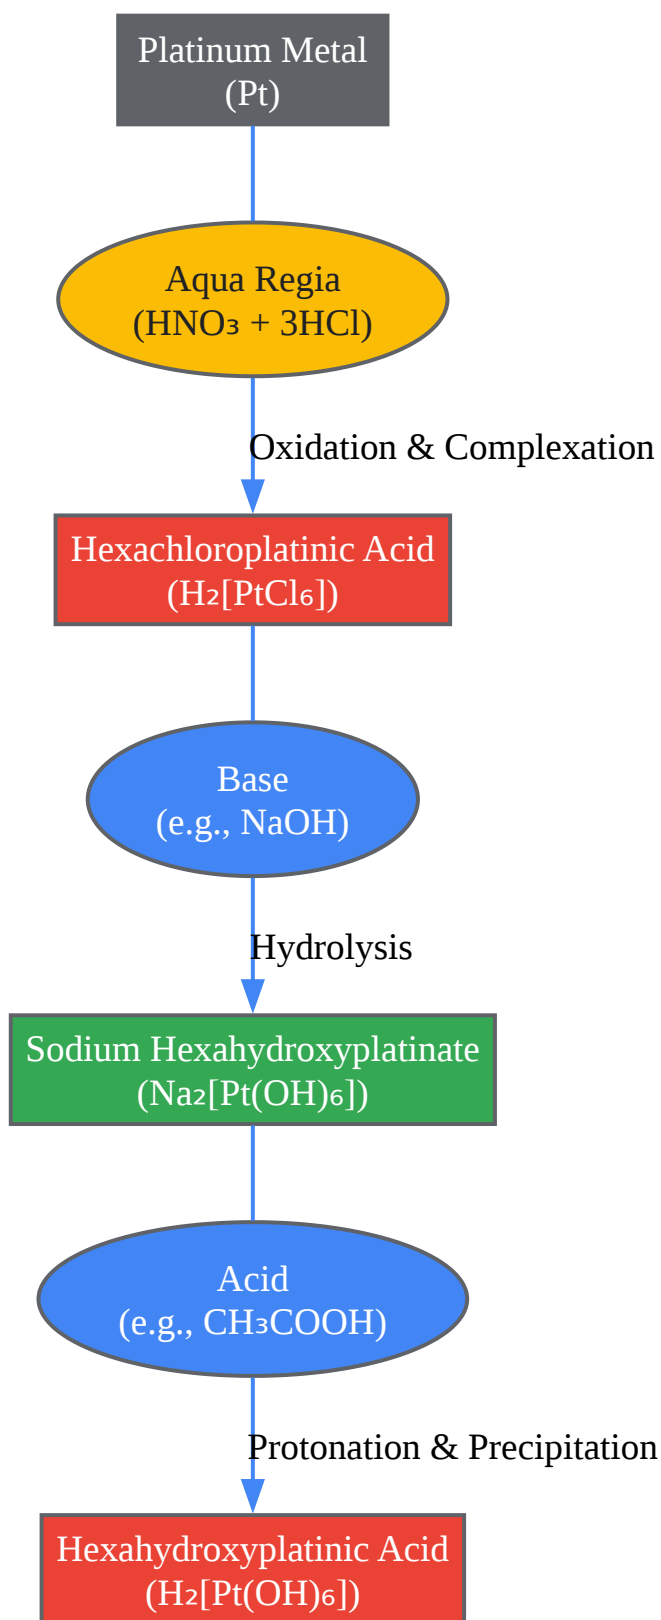 Platinum Metal
(Pt)
Aqua Regia
(HNO₃ + 3HCl)
Oxidation & Complexation
Hexachloroplatinic Acid
(H₂[PtCl₆])
Base
(e.g., NaOH)
Hydrolysis
Sodium Hexahydroxyplatinate
(Na₂[Pt(OH)₆])
Acid
(e.g., CH₃COOH)
Protonation & Precipitation
Hexahydroxyplatinic Acid
(H₂[Pt(OH)₆])